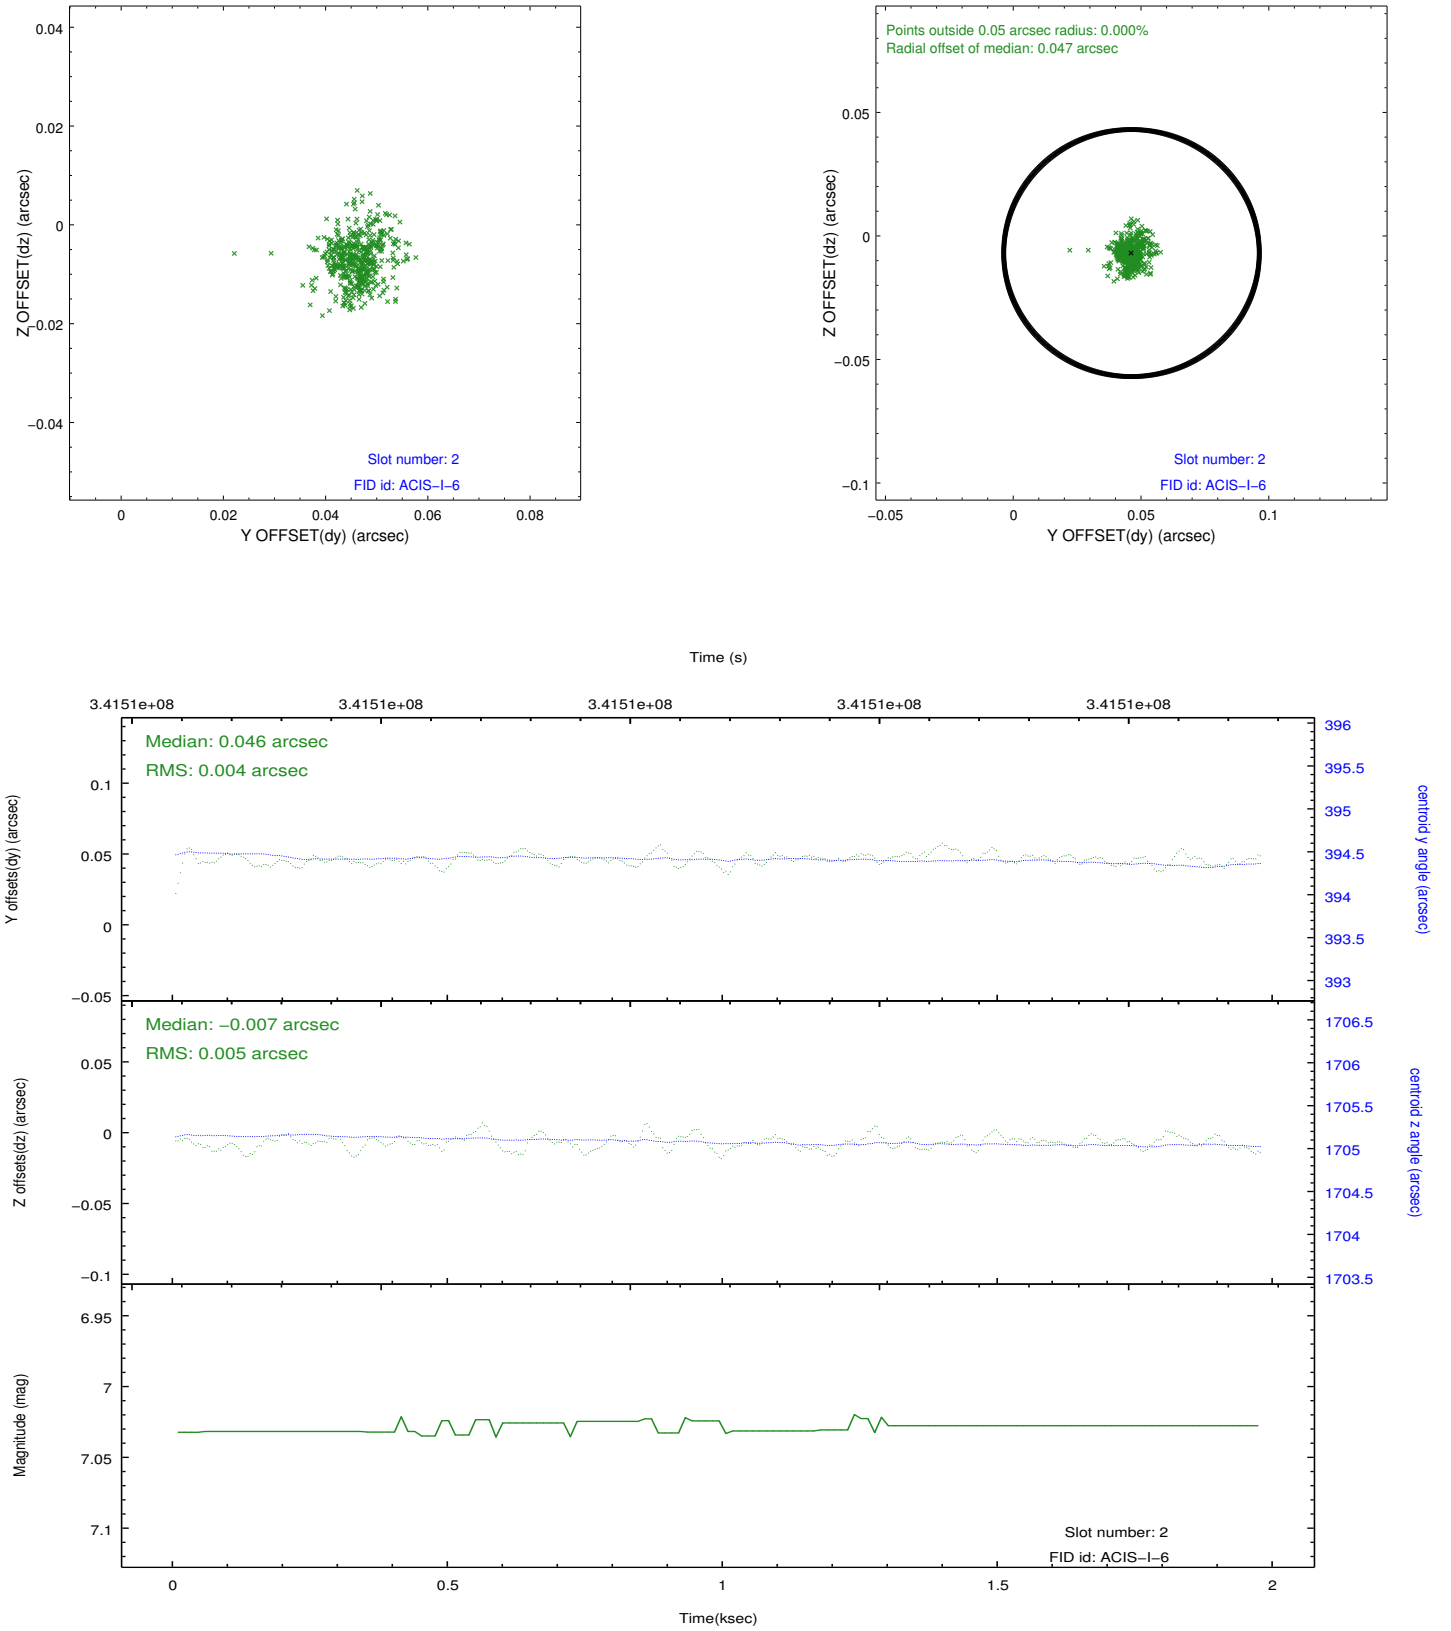 0.04
0.02
0
−0.02
−0.04
Z OFFSET(dz) (arcsec)
Slot number: 2
FID id: ACIS−I−6
0
0.02
0.04
0.06
0.08
Y OFFSET(dy) (arcsec)
Points outside 0.05 arcsec radius: 0.000%
Radial offset of median: 0.047 arcsec
0.05
0
−0.05
−0.1
Z OFFSET(dz) (arcsec)
Slot number: 2
FID id: ACIS−I−6
−0.05
0
0.05
0.1
Y OFFSET(dy) (arcsec)
Time (s)
3.4151e+08
3.4151e+08
3.4151e+08
3.4151e+08
3.4151e+08
Median: 0.046 arcsec
RMS: 0.004 arcsec
0.1
0.05
0
−0.05
Y offsets(dy) (arcsec)
396
395.5
395
394.5
394
393.5
393
centroid y angle (arcsec)
Median: −0.007 arcsec
RMS: 0.005 arcsec
0.05
0
−0.05
−0.1
Z offsets(dz) (arcsec)
1706.5
1706
1705.5
1705
1704.5
1704
1703.5
centroid z angle (arcsec)
6.95
7
7.05
7.1
Magnitude (mag)
Slot number: 2
FID id: ACIS−I−6
0
0.5
1
1.5
2
Time(ksec)